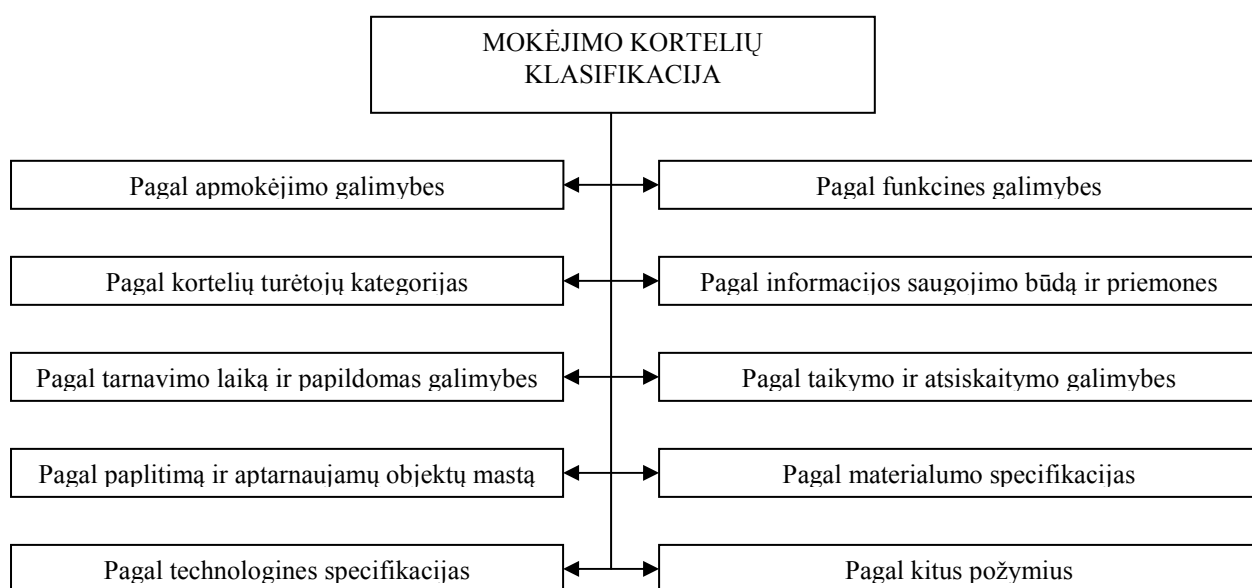 MOKĖJIMO KORTELIŲ
KLASIFIKACIJA
Pagal apmokėjimo galimybes
Pagal funkcines galimybes
Pagal kortelių turėtojų kategorijas
Pagal informacijos saugojimo būdą ir priemones
Pagal tarnavimo laiką ir papildomas galimybes
Pagal taikymo ir atsiskaitymo galimybes
Pagal paplitimą ir aptarnaujamų objektų mastą
Pagal materialumo specifikacijas
Pagal technologines specifikacijas
Pagal kitus požymius